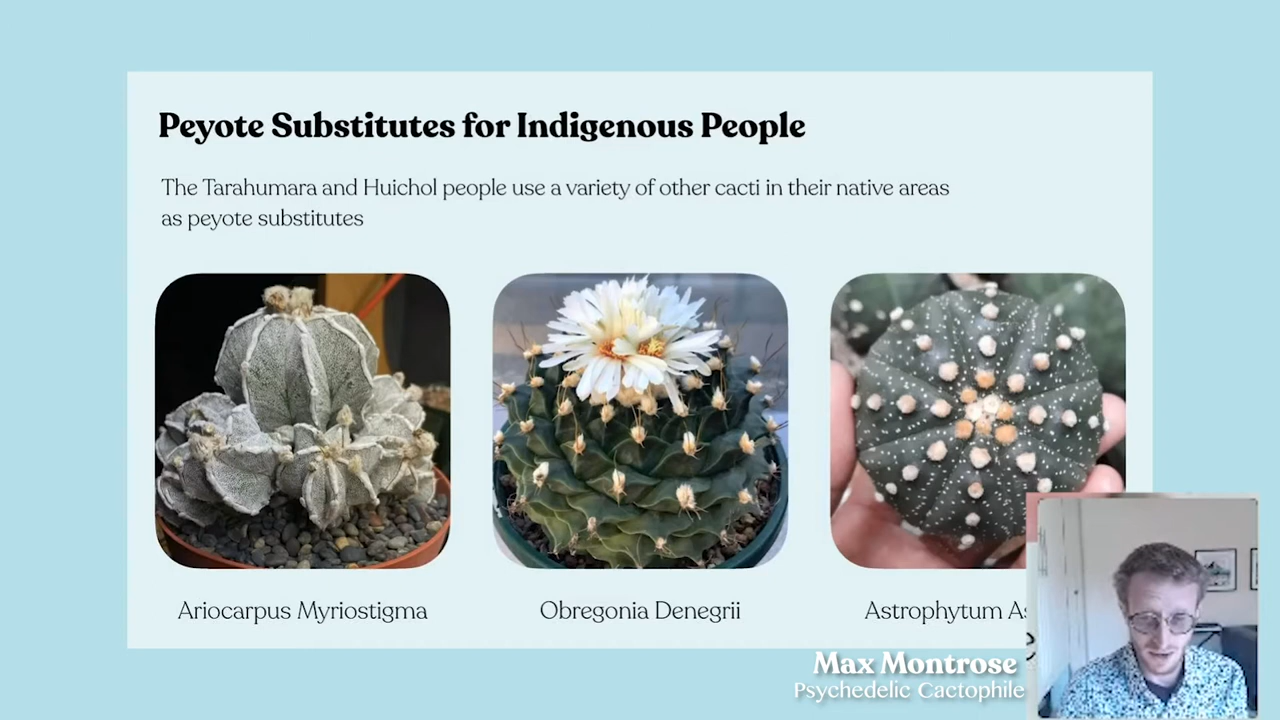 Peyote Substitutes for Indigenous People
The Tarahumara and Huichol people use a variety of other cacti in their native areas
as peyote substitutes
Ariocarpus Myriostigma
Obregonia Denegrii
Astrophytum
Max Montrose
Psychedelic Cactophile